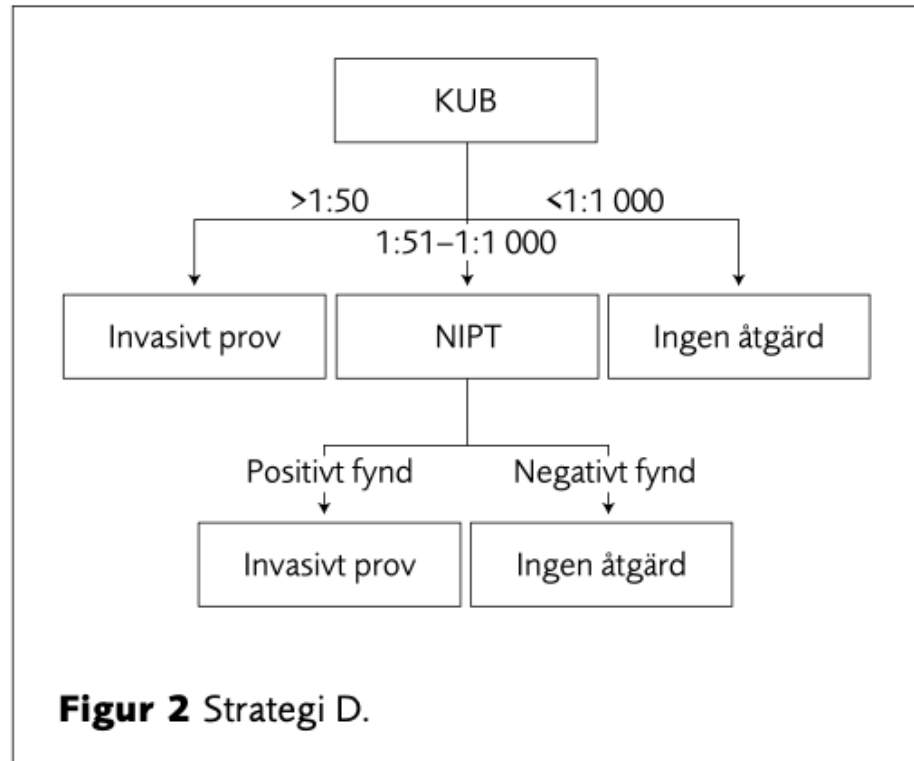 KUB
>1:50
<1:1 000
1:51–1:1 000
Invasivt prov
NIPT
Ingen åtgärd
Positivt fynd
Negativt fynd
Invasivt prov
Ingen åtgärd
Figur 2 Strategi D.